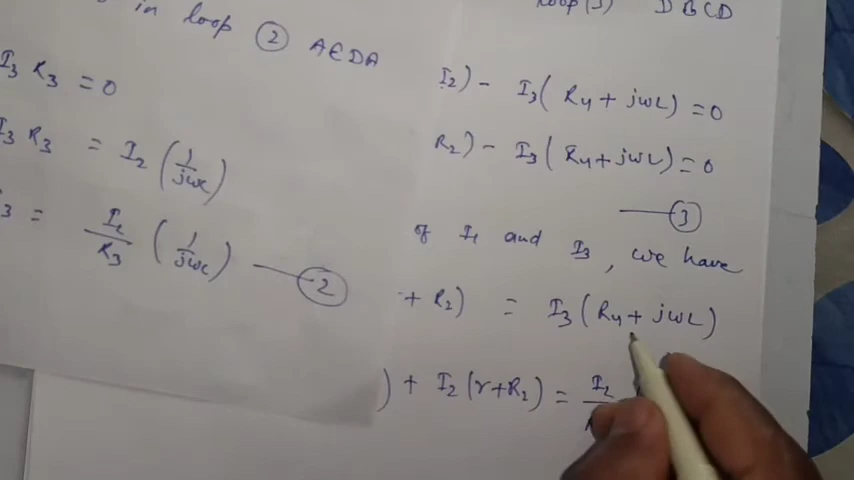 in loop ② AEDA
I3 R3 = 0
I3 R3 = I2 (1/jωc)
3 = I2/R3 (1/jωc) — ②
loop (3) DBCD
I2) - I3 (R4 + jωL) = 0
R2) - I3 (R4 + jωL) = 0
— ③
of I1 and I3, we have
+ R2) = I3 (R4 + jωL)
) + I2 (r + R2) = I2